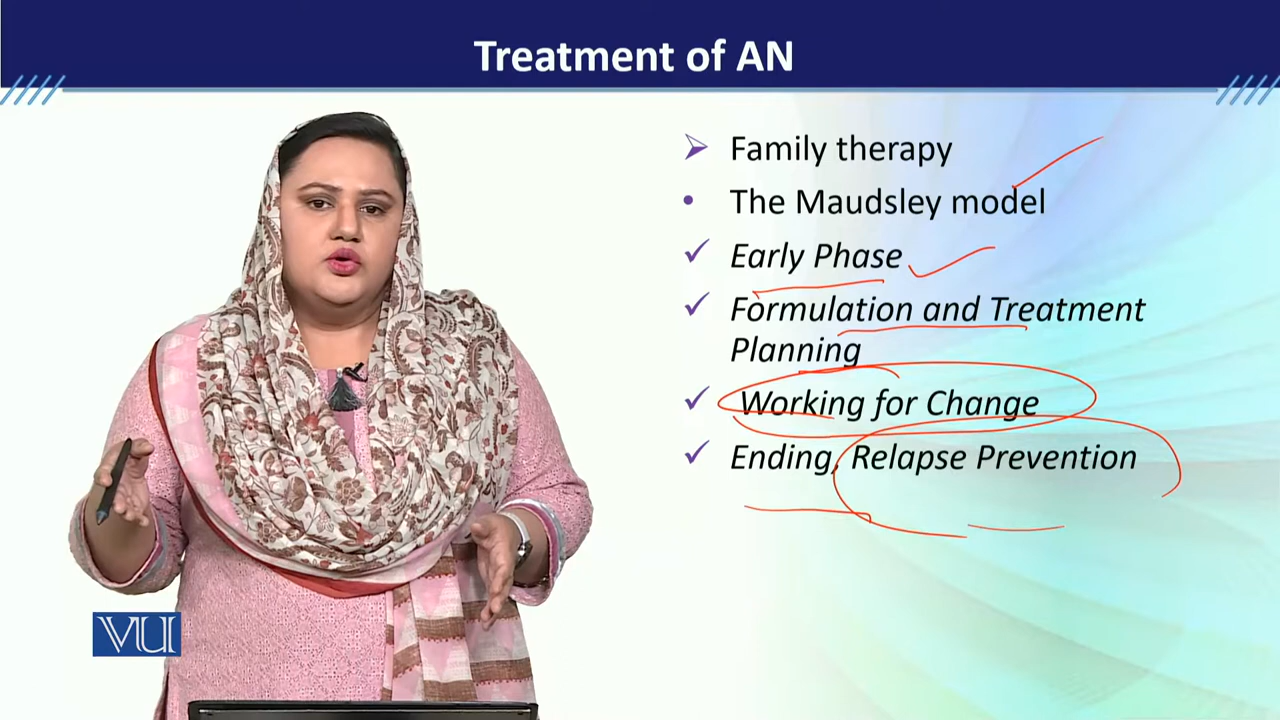 Treatment of AN
Family therapy
The Maudsley model
Early Phase
Formulation and Treatment
Planning
Working for Change
Ending, Relapse Prevention
VU